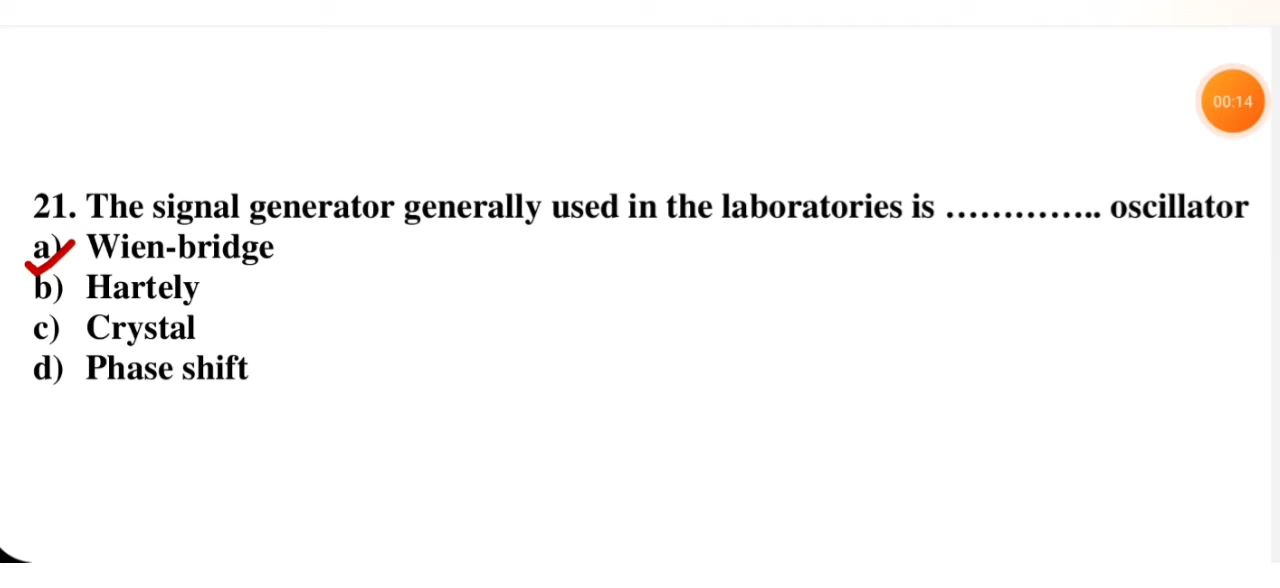 00:14
21. The signal generator generally used in the laboratories is ………….. oscillator
a) Wien-bridge
b) Hartely
c) Crystal
d) Phase shift